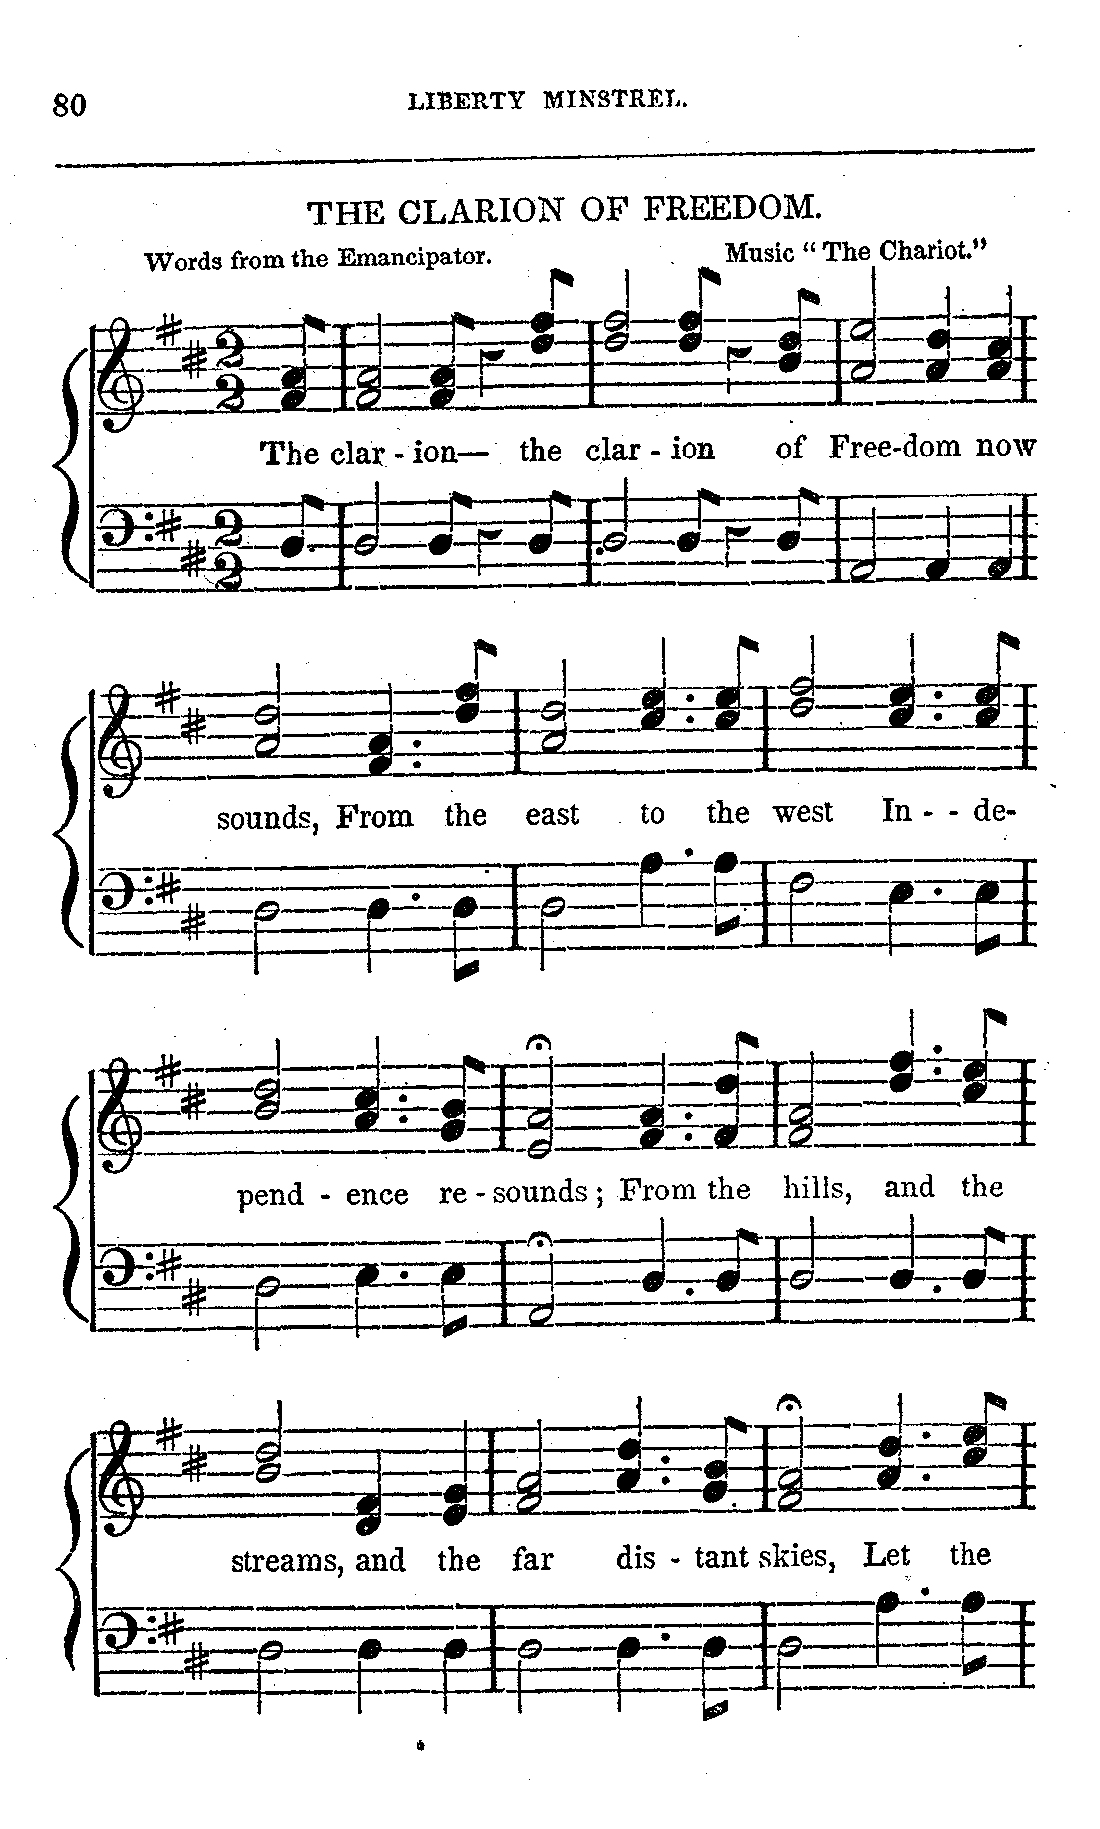 80
LIBERTY MINSTREL.
THE CLARION OF FREEDOM.
Words from the Emancipator.
Music "The Chariot."
The clar - ion— the clar - ion of Free-dom now
sounds, From the east to the west In - - de-
pend - ence re - sounds; From the hills, and the
streams, and the far dis - tant skies, Let the